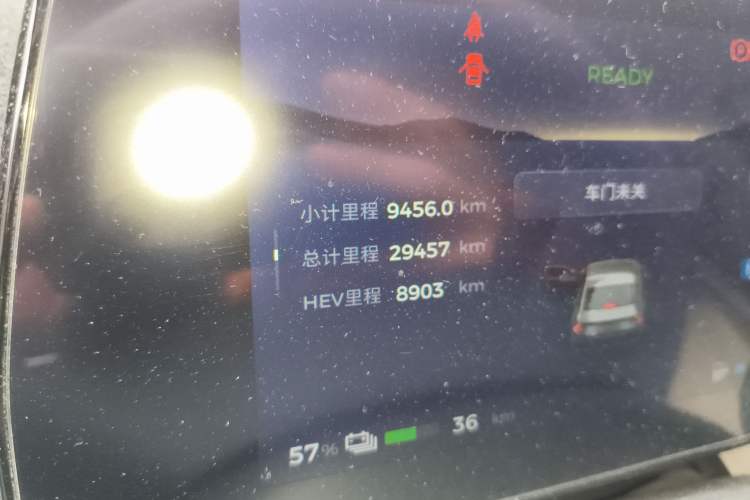 READY
车门未关
小计里程 9456.0 km
总计里程 29457 km
HEV里程 8903 km
57% 36 km